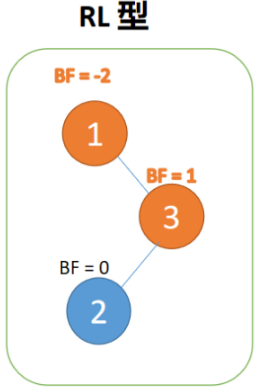 RL 型
BF = -2
1
BF = 1
3
BF = 0
2